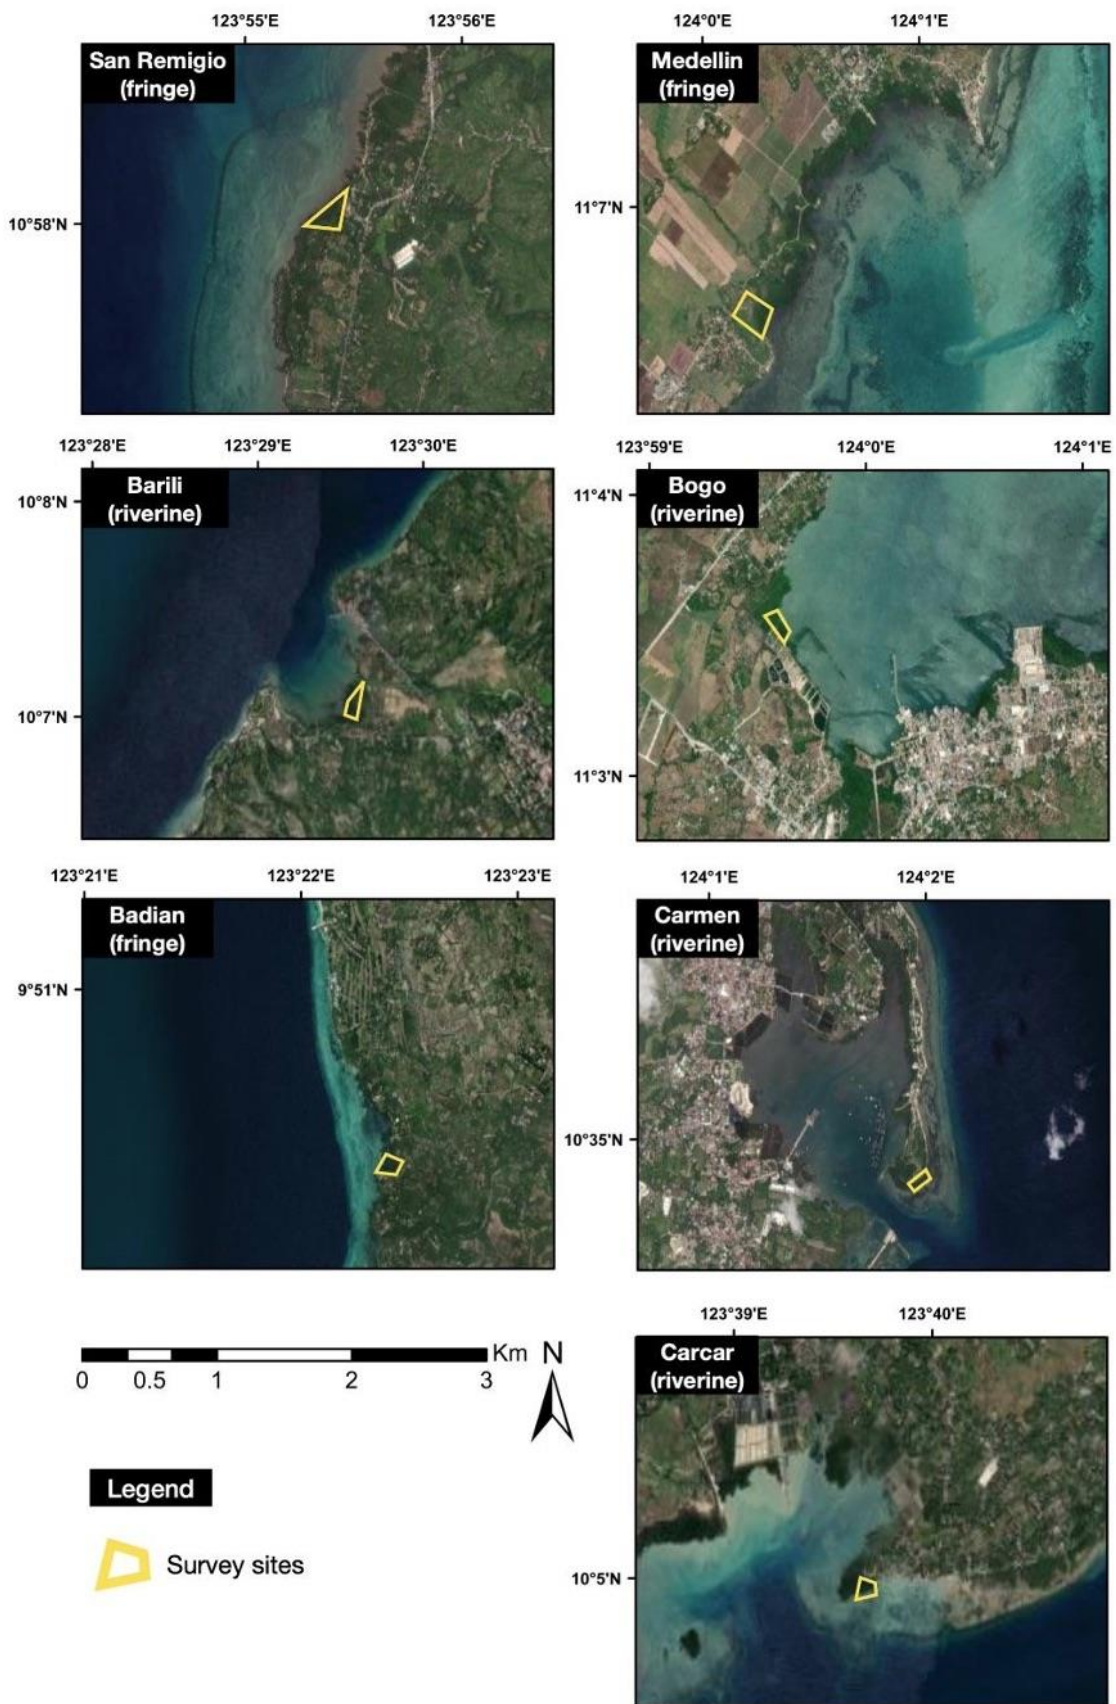 123°55'E 123°56'E
San Remigio
(fringe)
10°58'N
124°0'E 124°1'E
Medellin
(fringe)
11°7'N
123°28'E 123°29'E 123°30'E
Barili
(riverine)
10°8'N
10°7'N
123°59'E 124°0'E 124°1'E
Bogo
(riverine)
11°4'N
11°3'N
123°21'E 123°22'E 123°23'E
Badian
(fringe)
9°51'N
124°1'E 124°2'E
Carmen
(riverine)
10°35'N
Km N
0 0.5 1 2 3
Legend
Survey sites
123°39'E 123°40'E
Carcar
(riverine)
10°5'N